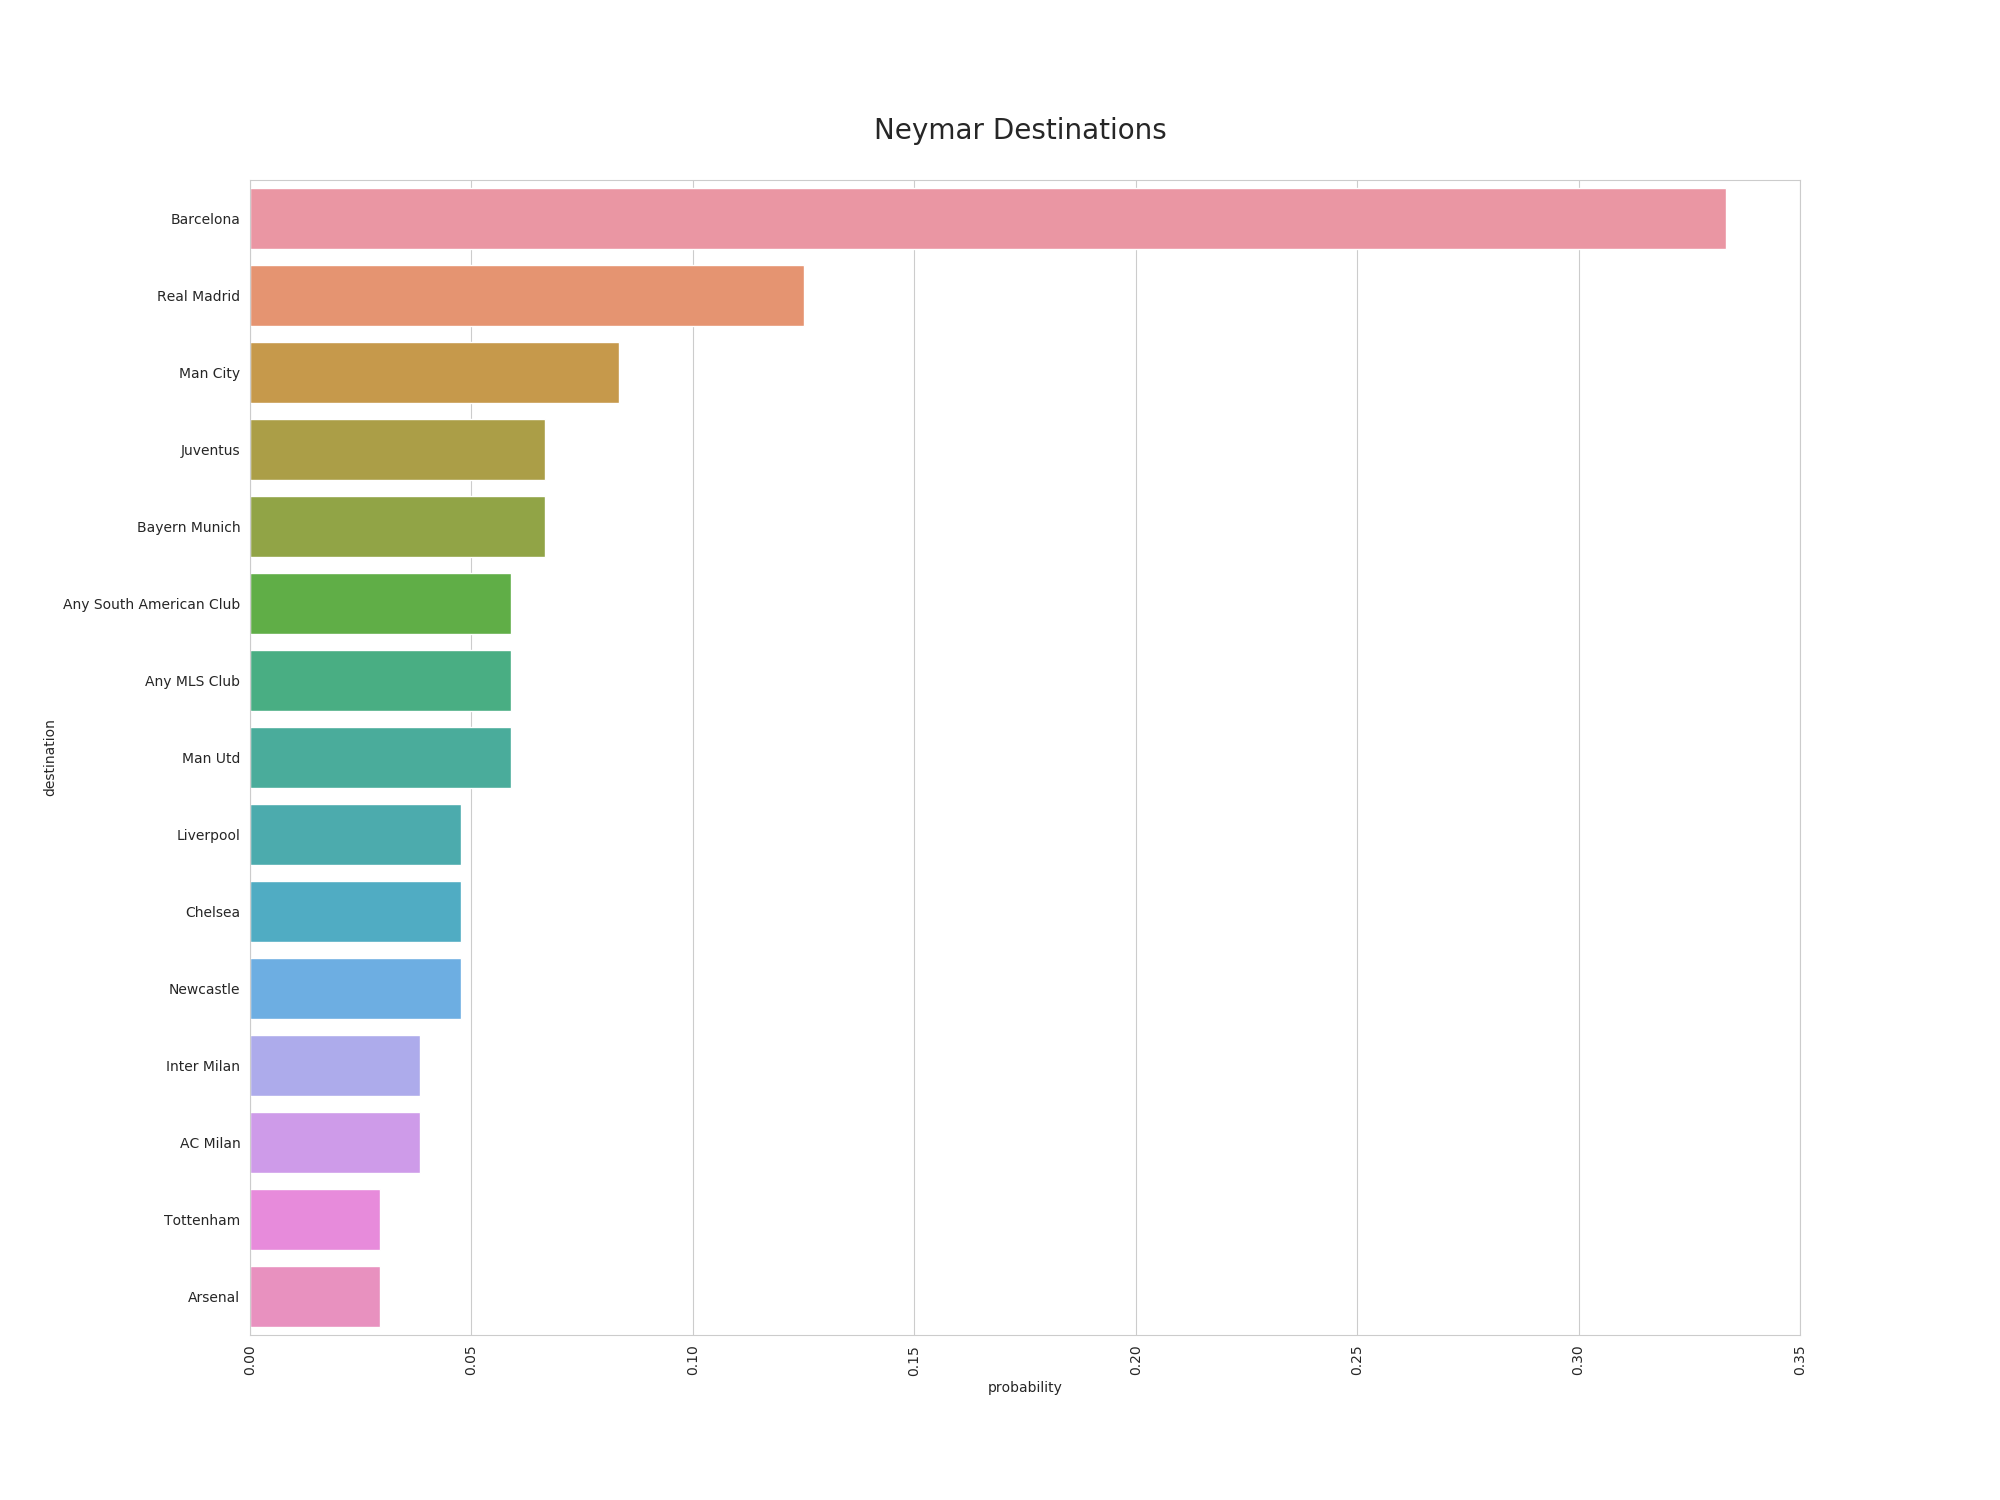 Neymar Destinations
Barcelona
Real Madrid
Man City
Juventus
Bayern Munich
Any South American Club
Any MLS Club
Man Utd
Liverpool
Chelsea
Newcastle
Inter Milan
AC Milan
Tottenham
Arsenal
destination
0.00
0.05
0.10
0.15
0.20
0.25
0.30
0.35
probability